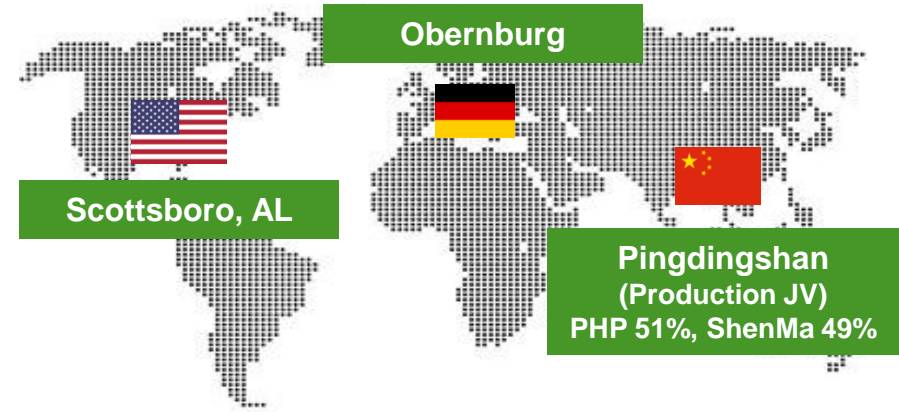 Obernburg
Scottsboro, AL
Pingdingshan
(Production JV)
PHP 51%, ShenMa 49%